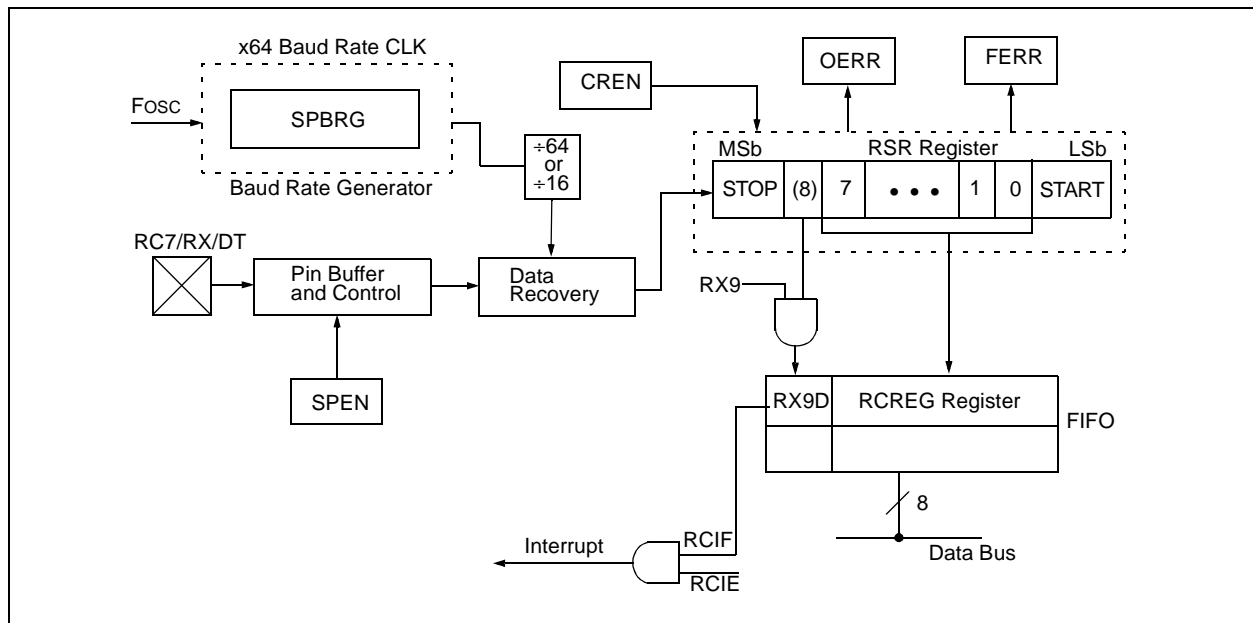 x64 Baud Rate CLK
FOSC
SPBRG
Baud Rate Generator
÷64
or
÷16
CREN
OERR
FERR
MSb
RSR Register
LSb
STOP
(8)
7
• • •
1
0
START
RC7/RX/DT
Pin Buffer
and Control
Data
Recovery
SPEN
RX9
RX9D
RCREG Register
FIFO
8
Data Bus
Interrupt
RCIF
RCIE